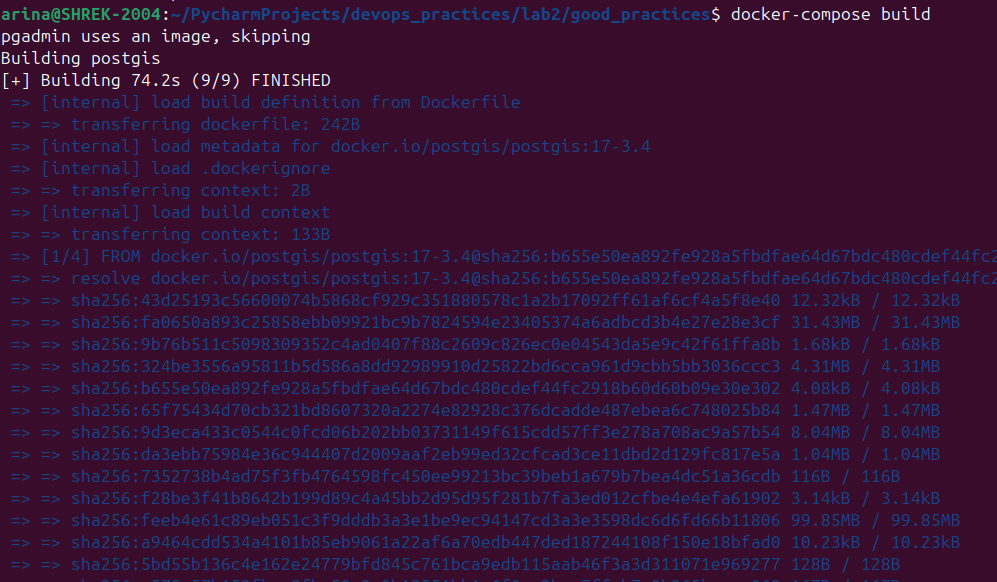 arina@SHREK-2004:~/PycharmProjects/devops_practices/lab2/good_practices$ docker-compose build
pgadmin uses an image, skipping
Building postgis
[+] Building 74.2s (9/9) FINISHED
=> [internal] load build definition from Dockerfile
=> => transferring dockerfile: 242B
=> [internal] load metadata for docker.io/postgis/postgis:17-3.4
=> [internal] load .dockerignore
=> => transferring context: 2B
=> [internal] load build context
=> => transferring context: 133B
=> [1/4] FROM docker.io/postgis/postgis:17-3.4@sha256:b655e50ea892fe928a5fbdfae64d67bdc480cdef44fc2
=> => resolve docker.io/postgis/postgis:17-3.4@sha256:b655e50ea892fe928a5fbdfae64d67bdc480cdef44fc2
=> => sha256:43d25193c56600074b5868cf929c351880578c1a2b17092ff61af6cf4a5f8e40 12.32kB / 12.32kB
=> => sha256:fa0650a893c25858ebb09921bc9b7824594e23405374a6adbcd3b4e27e28e3cf 31.43MB / 31.43MB
=> => sha256:9b76b511c5098309352c4ad0407f88c2609c826ec0e04543da5e9c42f61ffa8b 1.68kB / 1.68kB
=> => sha256:324be3556a95811b5d586a8dd92989910d25822bd6cca961d9cbb5bb3036ccc3 4.31MB / 4.31MB
=> => sha256:b655e50ea892fe928a5fbdfae64d67bdc480cdef44fc2918b60d60b09e30e302 4.08kB / 4.08kB
=> => sha256:65f75434d70cb321bd8607320a2274e82928c376dcadde487ebea6c748025b84 1.47MB / 1.47MB
=> => sha256:9d3eca433c0544c0fcd06b202bb03731149f615cdd57ff3e278a708ac9a57b54 8.04MB / 8.04MB
=> => sha256:da3ebb75984e36c944407d2009aaf2eb99ed32cfcad3ce11dbd2d129fc817e5a 1.04MB / 1.04MB
=> => sha256:7352738b4ad75f3fb4764598fc450ee99213bc39beb1a679b7bea4dc51a36cdb 116B / 116B
=> => sha256:f28be3f41b8642b199d89c4a45bb2d95d95f281b7fa3ed012cfbe4e4efa61902 3.14kB / 3.14kB
=> => sha256:feeb4e61c89eb051c3f9dddb3a3e1be9ec94147cd3a3e3598dc6d6fd66b11806 99.85MB / 99.85MB
=> => sha256:a9464cdd534a4101b85eb9061a22af6a70edb447ded187244108f150e18bfad0 10.23kB / 10.23kB
=> => sha256:5bd55b136c4e162e24779bfd845c761bca9edb115aab46f3a3d311071e969277 128B / 128B